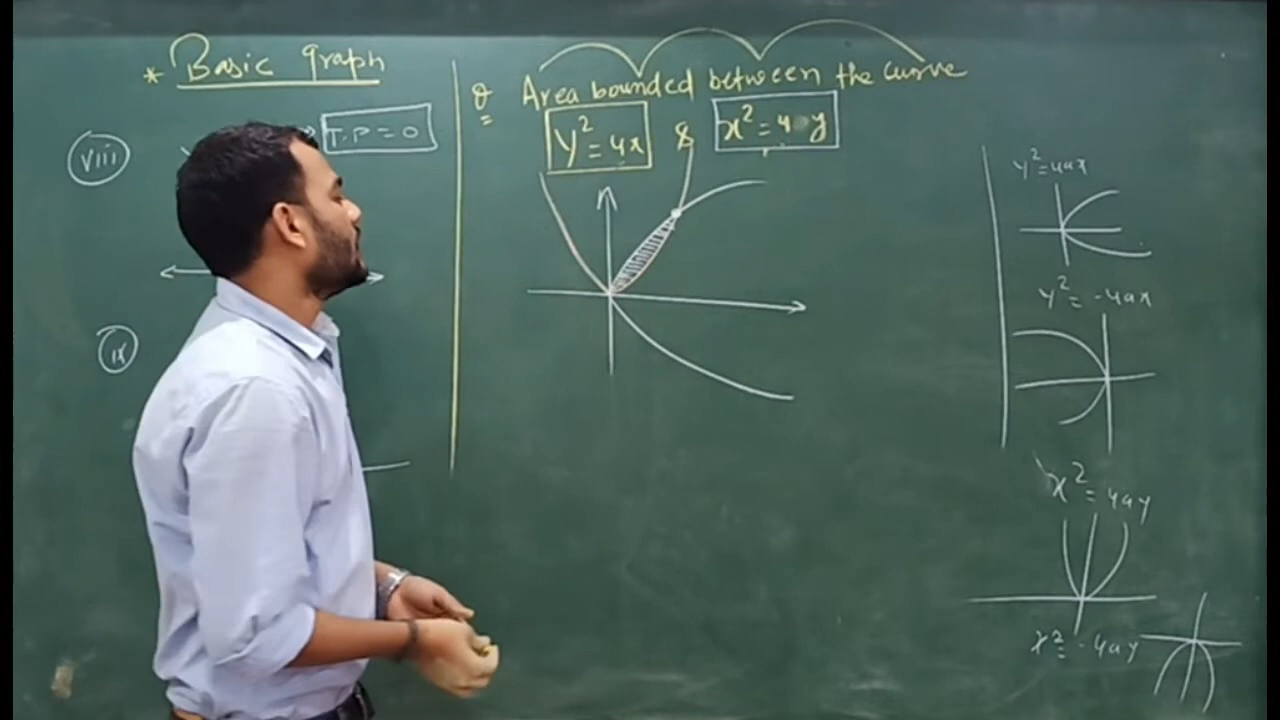 * Basic Graph
viii
T.P = 0
ix
Q Area bounded between the curve
y² = 4x & x² = 4y
y² = 4ax
y² = -4ax
x² = 4ay
x² = -4ay